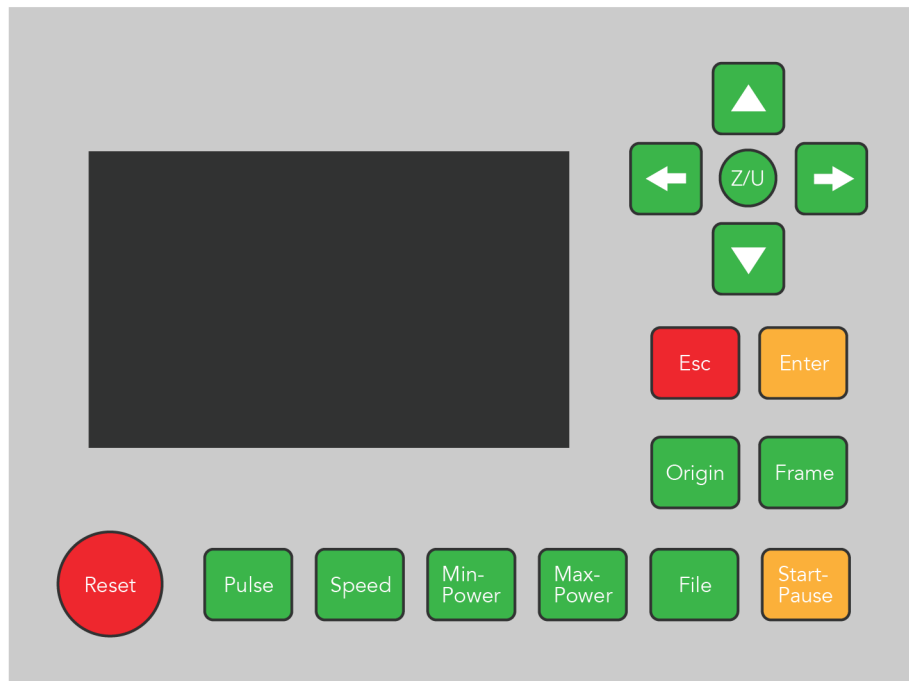 Z/U
Esc
Enter
Origin
Frame
Reset
Pulse
Speed
Min-
Power
Max-
Power
File
Start-
Pause